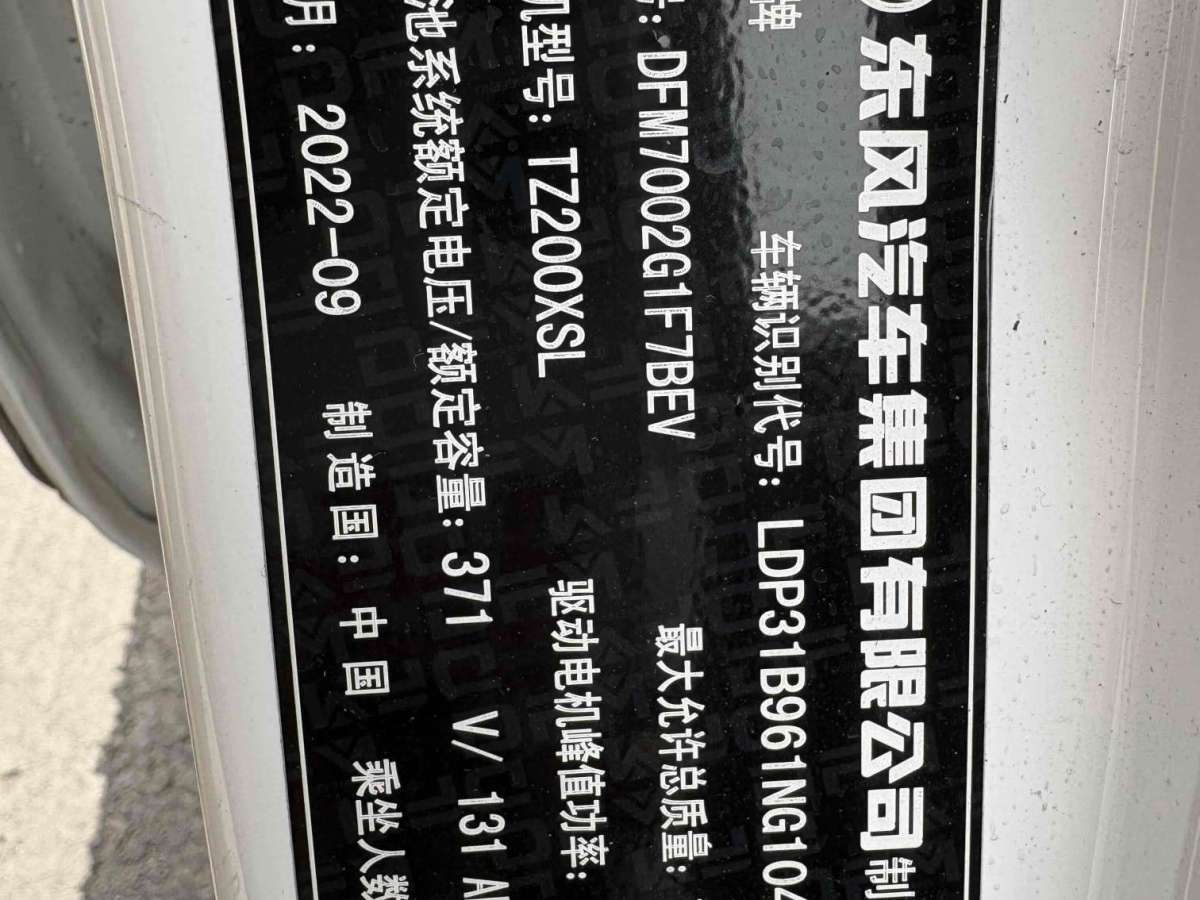 东风汽车集团有限公司制
牌 车辆识别代号: LDP31B961NG104
号: DFM7002G1F7BEV 最大允许总质量:
机型号: TZ200XSL 驱动电机峰值功率:
池系统额定电压/额定容量: 371 V/131 A
月: 2022-09 制造国: 中国 乘坐人数